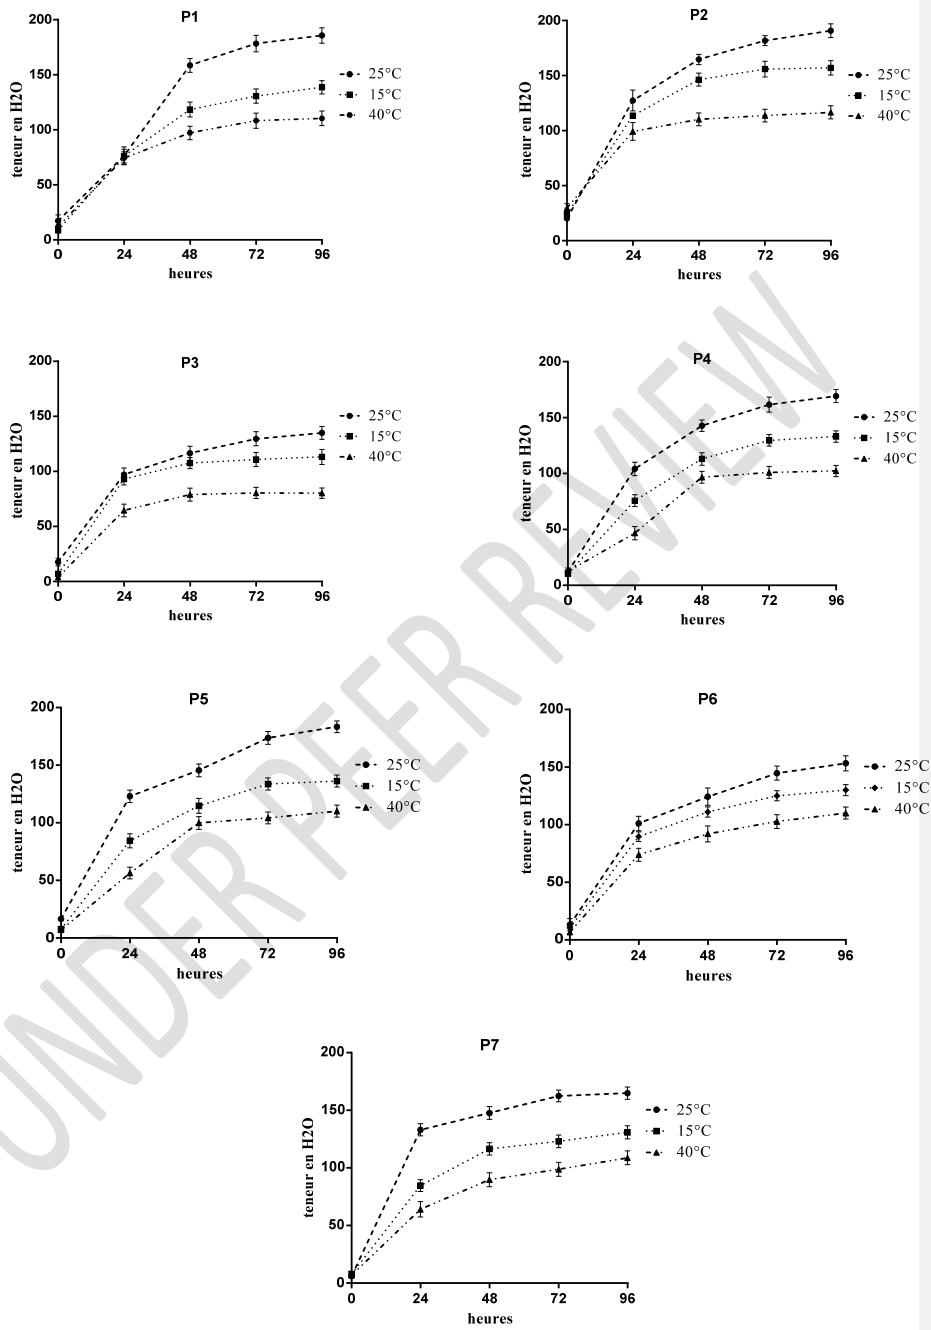 P1
200
150
100
50
0
teneur en H2O
0 24 48 72 96
heures
25°C
15°C
40°C
P2
200
150
100
50
0
teneur en H2O
0 24 48 72 96
heures
25°C
15°C
40°C
P3
200
150
100
50
0
teneur en H2O
0 24 48 72 96
heures
25°C
15°C
40°C
P4
200
150
100
50
0
teneur en H2O
0 24 48 72 96
heures
25°C
15°C
40°C
P5
200
150
100
50
0
teneur en H2O
0 24 48 72 96
heures
25°C
15°C
40°C
P6
200
150
100
50
0
teneur en H2O
0 24 48 72 96
heures
25°C
15°C
40°C
P7
200
150
100
50
0
teneur en H2O
0 24 48 72 96
heures
25°C
15°C
40°C
UNDER PEER REVIEW